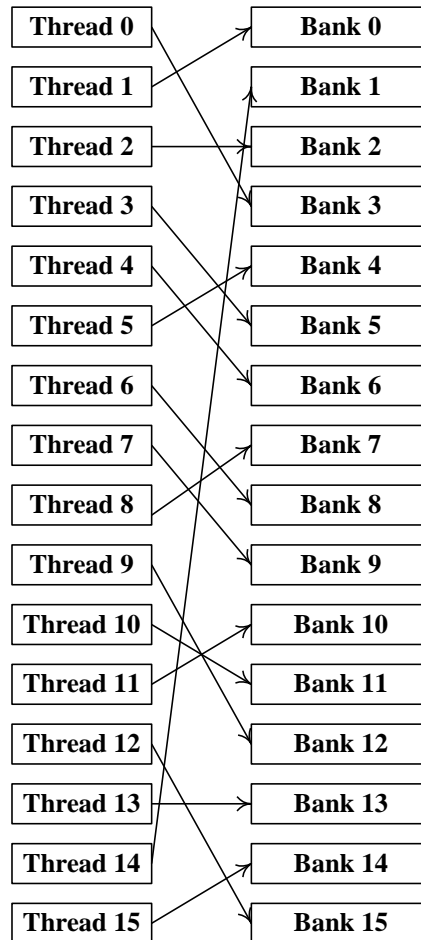 Thread 0 Bank 0
Thread 1 Bank 1
Thread 2 Bank 2
Thread 3 Bank 3
Thread 4 Bank 4
Thread 5 Bank 5
Thread 6 Bank 6
Thread 7 Bank 7
Thread 8 Bank 8
Thread 9 Bank 9
Thread 10 Bank 10
Thread 11 Bank 11
Thread 12 Bank 12
Thread 13 Bank 13
Thread 14 Bank 14
Thread 15 Bank 15